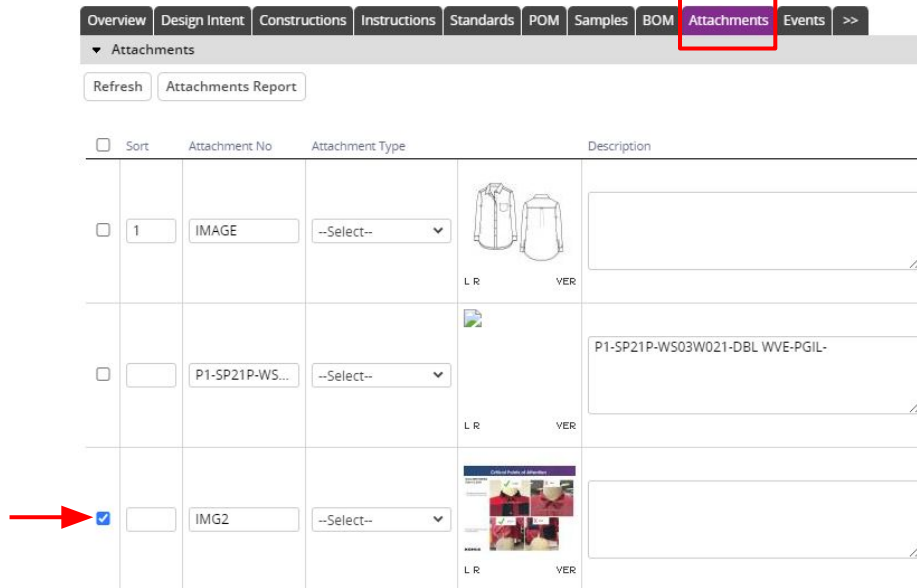 Overview Design Intent Constructions Instructions Standards POM Samples BOM Attachments Events >>
Attachments
Refresh Attachments Report
Sort Attachment No Attachment Type Description
1 IMAGE --Select--
L R VER
P1-SP21P-WS... --Select-- P1-SP21P-WS03W021-DBL WVE-PGIL-
L R VER
Critical Points of Attention
IMG2 --Select--
L R VER